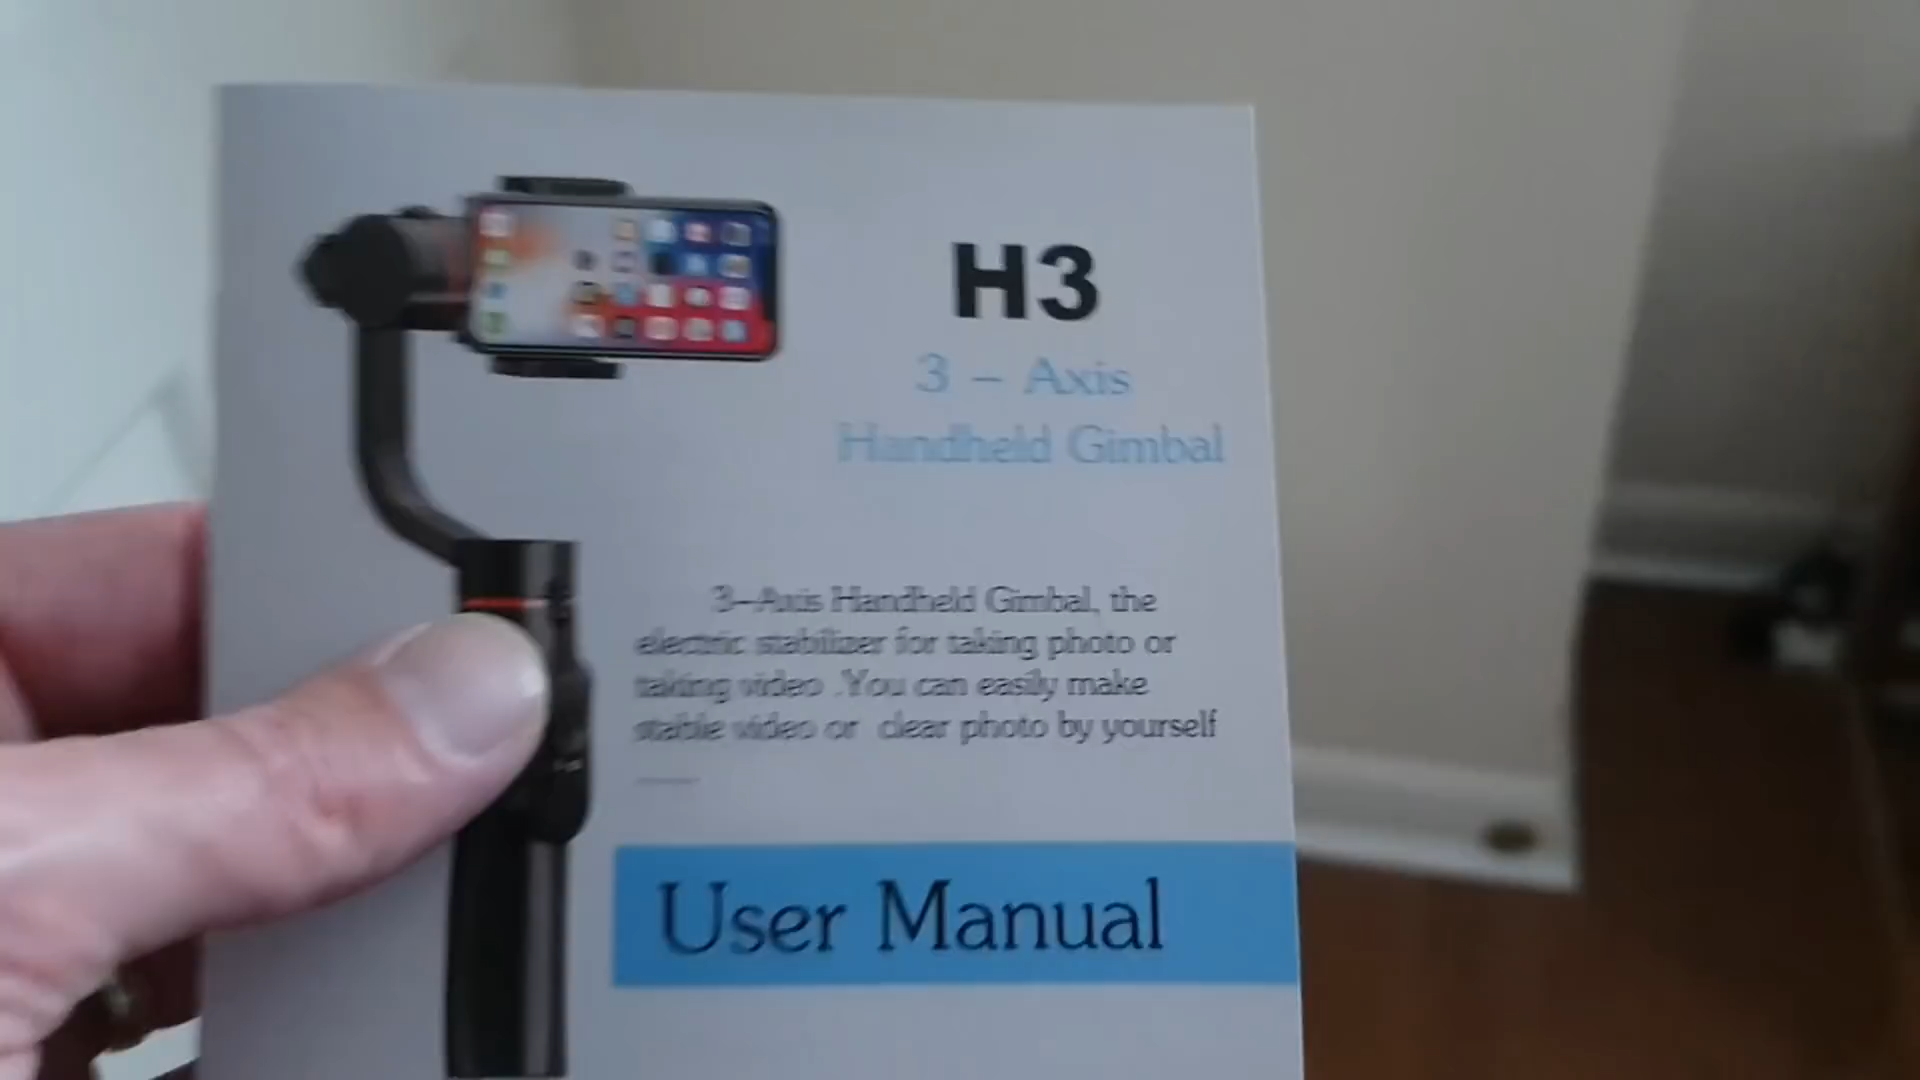 H3
3 - Axis
Handheld Gimbal
3-Axis Handheld Gimbal, the
electric stabilizer for taking photo or
taking video .You can easily make
stable video or clear photo by yourself
User Manual